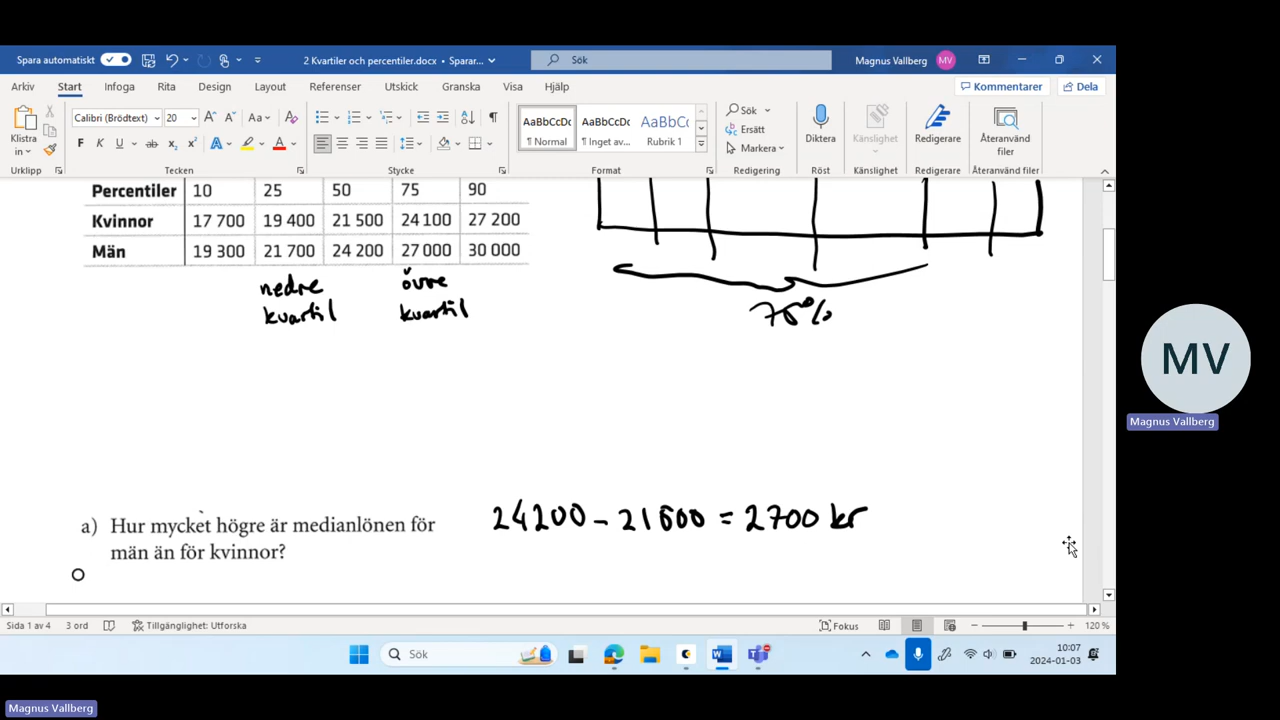 Spara automatiskt
2 Kvartiler och percentiler.docx • Sparar...
Sök
Magnus Vallberg
MV
Arkiv Start Infoga Rita Design Layout Referenser Utskick Granska Visa Hjälp
Kommentarer
Dela
Klistra in
Calibri (Brödtext) 20
AaBbCcDc ¶ Normal
AaBbCcDc ¶ Inget av...
AaBbCc Rubrik 1
Sök
Ersätt
Markera
Diktera
Känslighet
Redigerare
Återanvänd filer
Urklipp Tecken Stycke Format Redigering Röst Känslighet Redigerare Återanvänd filer
Percentiler 10 25 50 75 90
Kvinnor 17 700 19 400 21 500 24 100 27 200
Män 19 300 21 700 24 200 27 000 30 000
nedre kvartil
övre kvartil
75%
MV
Magnus Vallberg
a) Hur mycket högre är medianlönen för
män än för kvinnor?
24200 - 21500 = 2700 kr
Sida 1 av 4 3 ord Tillgänglighet: Utforska
Fokus
120 %
Sök
10:07
2024-01-03
Magnus Vallberg